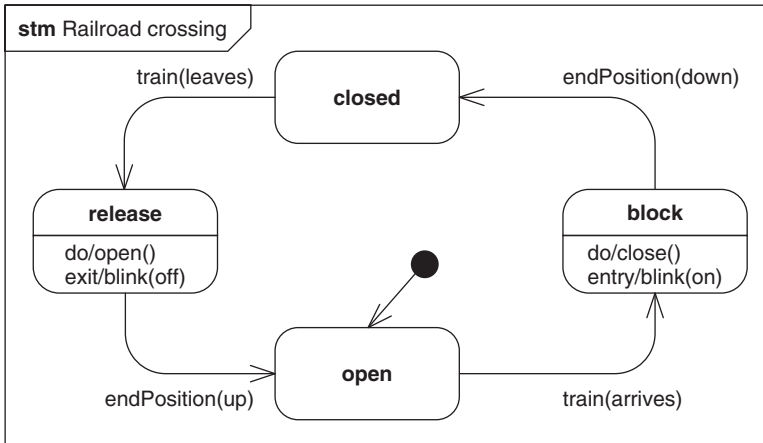 stm Railroad crossing
train(leaves)
closed
endPosition(down)
release
do/open()
exit/blink(off)
block
do/close()
entry/blink(on)
open
endPosition(up)
train(arrives)